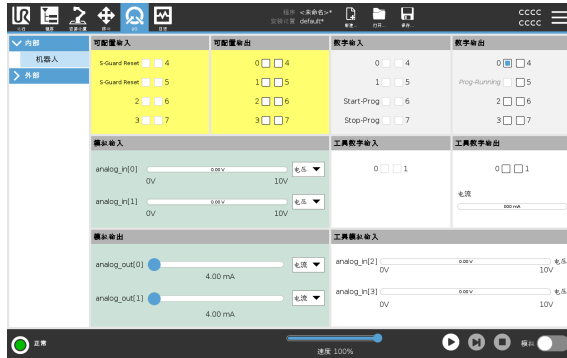 运行 程序 安装设置 移动 I/O 日志
程序 <未命名>*
安装设置 default*
新建... 打开... 保存...
CCCC
CCCC
内部
机器人
外部
可配置输入
S-Guard Reset 4
S-Guard Reset 5
2 6
3 7
可配置输出
0 4
1 5
2 6
3 7
数字输入
0 4
1 5
Start-Prog 6
Stop-Prog 7
数字输出
0 4
Prog-Running 5
2 6
3 7
模拟输入
analog_in[0] 0.00 V 电压
0V 10V
analog_in[1] 0.00 V 电压
0V 10V
工具数字输入
0 1
工具数字输出
0 1
电流
000 mA
模拟输出
analog_out[0] 电流
4.00 mA
analog_out[1] 电流
4.00 mA
工具模拟输入
analog_in[2] 0.00 V 电压
0V 10V
analog_in[3] 0.00 V 电压
0V 10V
正常
速度 100%
模拟